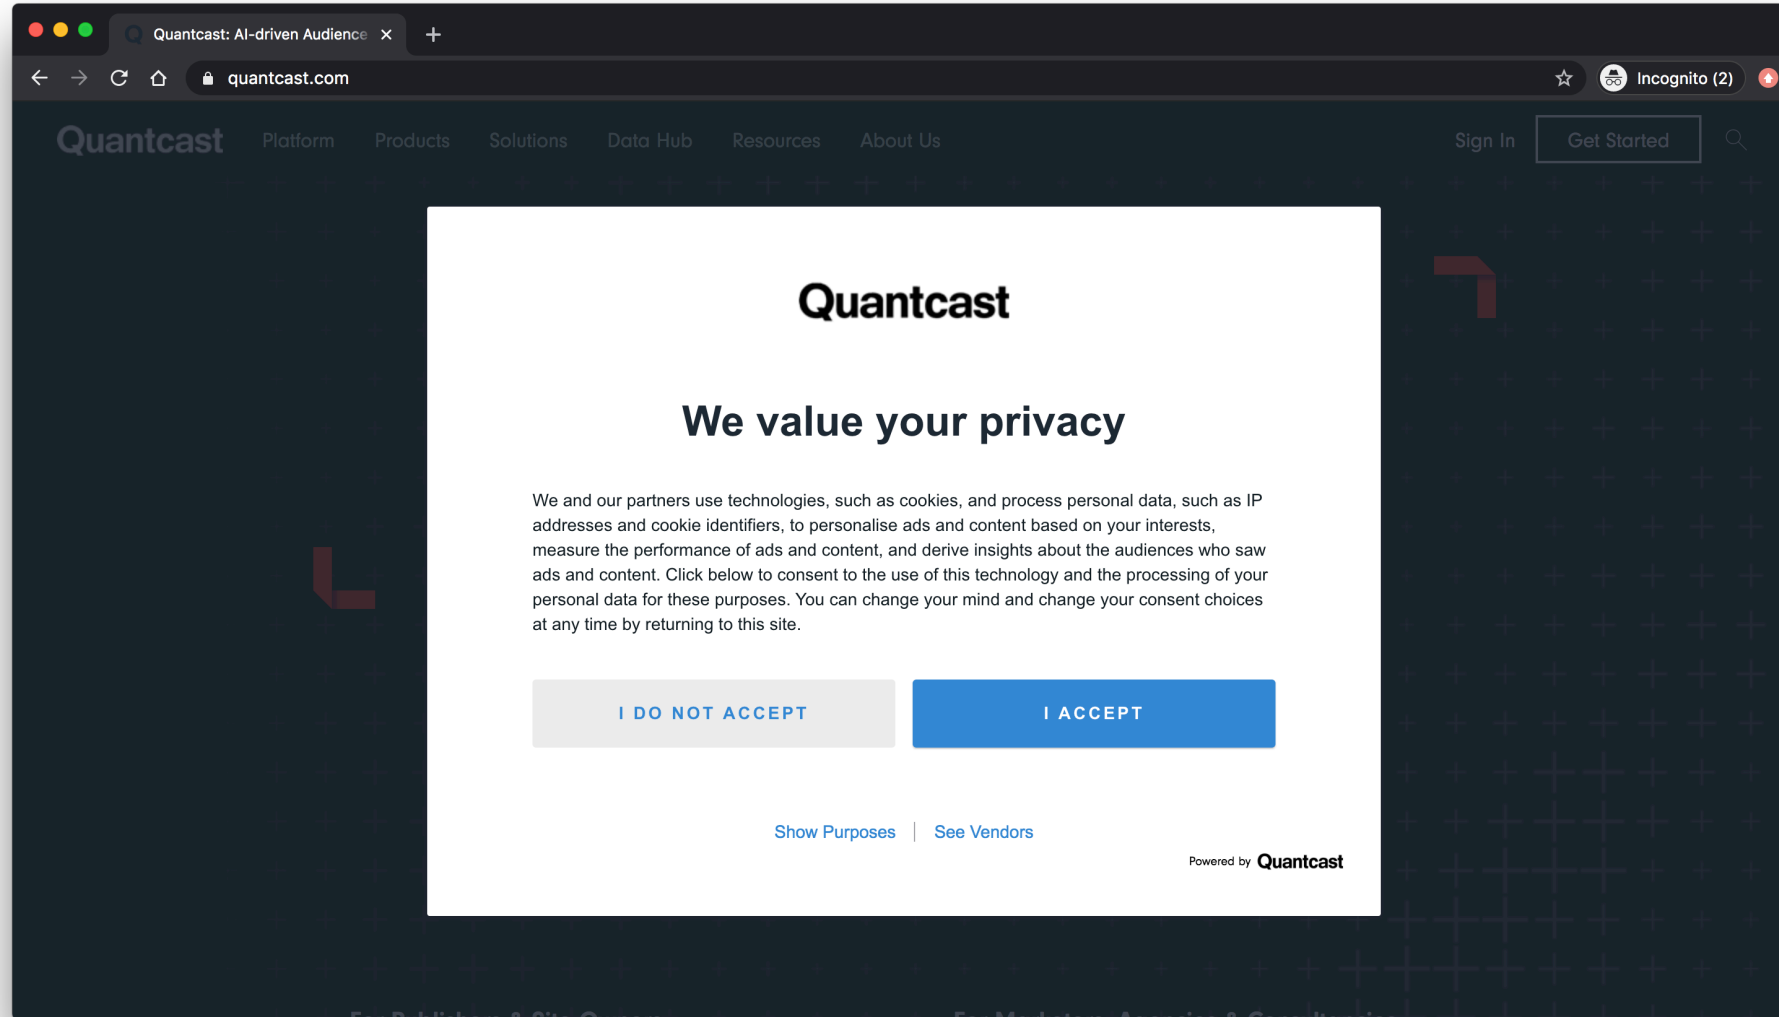 Quantcast: AI-driven Audience
quantcast.com
Incognito (2)
Quantcast Platform Products Solutions Data Hub Resources About Us Sign In Get Started
Quantcast
We value your privacy
We and our partners use technologies, such as cookies, and process personal data, such as IP
addresses and cookie identifiers, to personalise ads and content based on your interests,
measure the performance of ads and content, and derive insights about the audiences who saw
ads and content. Click below to consent to the use of this technology and the processing of your
personal data for these purposes. You can change your mind and change your consent choices
at any time by returning to this site.
I DO NOT ACCEPT I ACCEPT
Show Purposes See Vendors
Powered by Quantcast